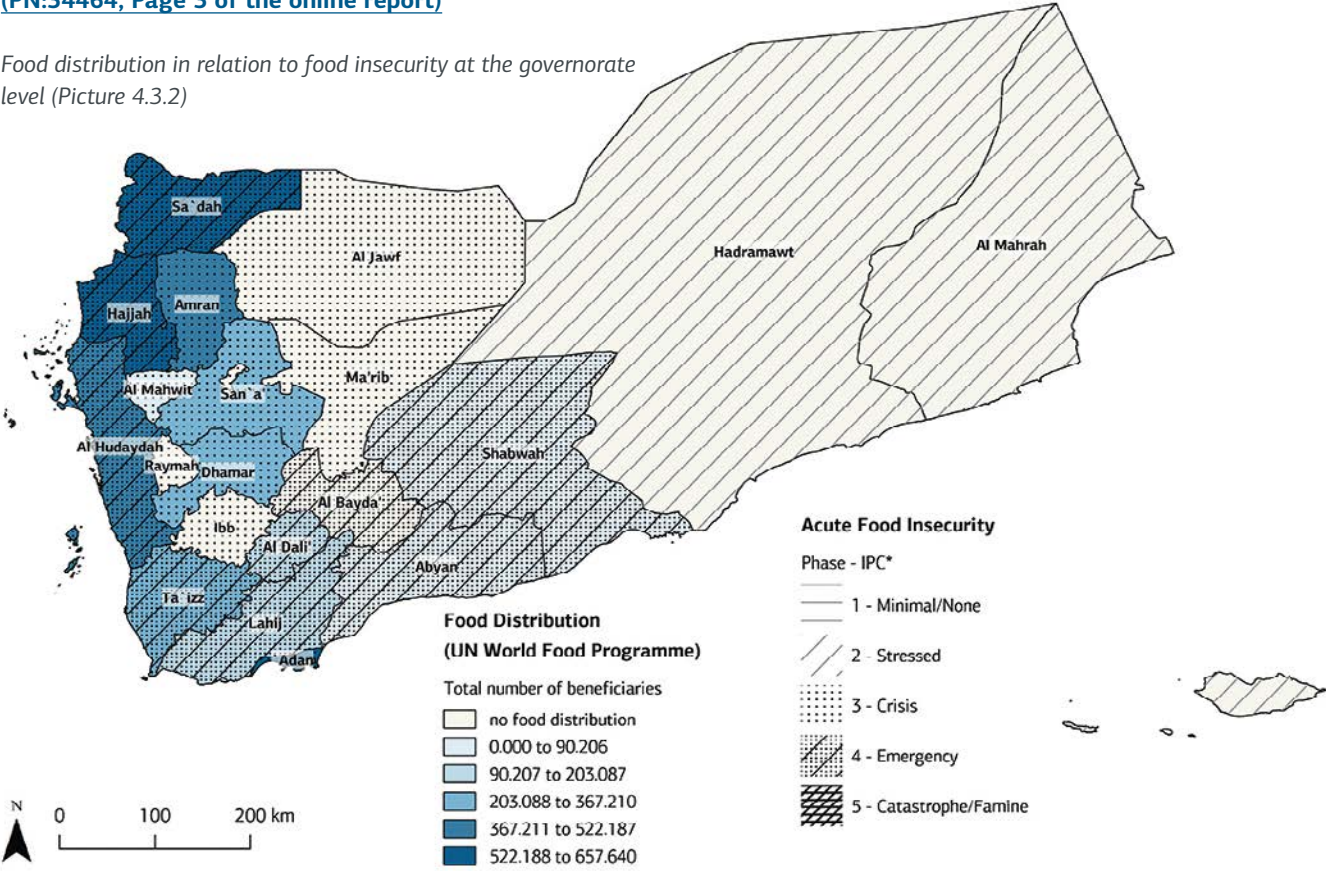 (PN:34464, Page 3 of the online report)
Food distribution in relation to food insecurity at the governorate
level (Picture 4.3.2)
Sa`dah
Al Jawf
Hadramawt
Al Mahrah
Hajjah
Amran
Ma'rib
Al Mahwit
San`a'
Al Hudaydah
Raymah
Dhamar
Shabwah
Al Bayda'
Ibb
Al Dali'
Abyan
Ta`izz
Lahij
Adan
Food Distribution
(UN World Food Programme)
Total number of beneficiaries
no food distribution
0.000 to 90.206
90.207 to 203.087
203.088 to 367.210
367.211 to 522.187
522.188 to 657.640
Acute Food Insecurity
Phase - IPC*
1 - Minimal/None
2 - Stressed
3 - Crisis
4 - Emergency
5 - Catastrophe/Famine
N
0 100 200 km